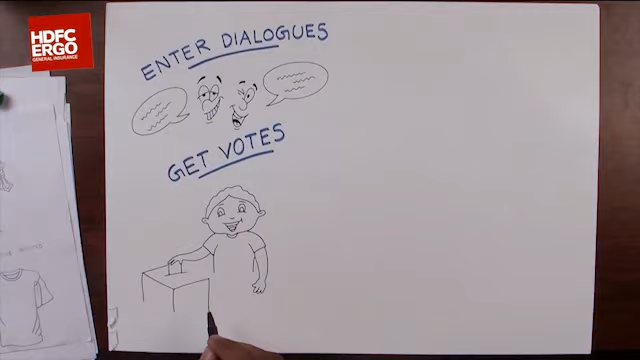 HDFC
ERGO
GENERAL INSURANCE
ENTER DIALOGUES
GET VOTES